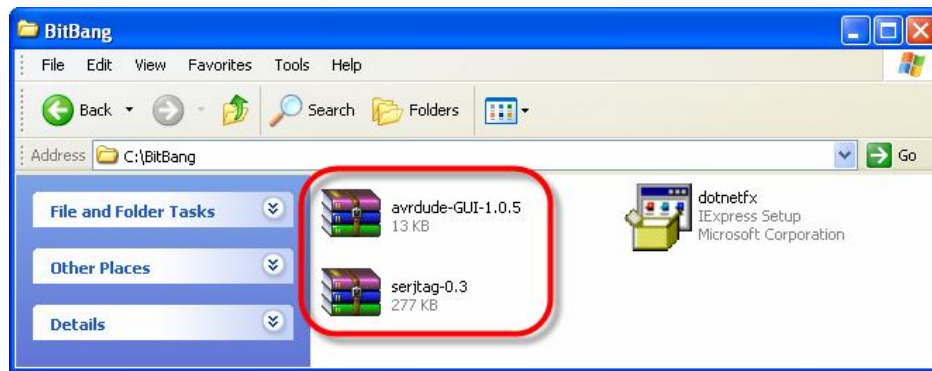 BitBang
File Edit View Favorites Tools Help
Back Search Folders
Address C:\BitBang Go
File and Folder Tasks
Other Places
Details
avrdude-GUI-1.0.5
13 KB
serjtag-0.3
277 KB
dotnetfx
IExpress Setup
Microsoft Corporation